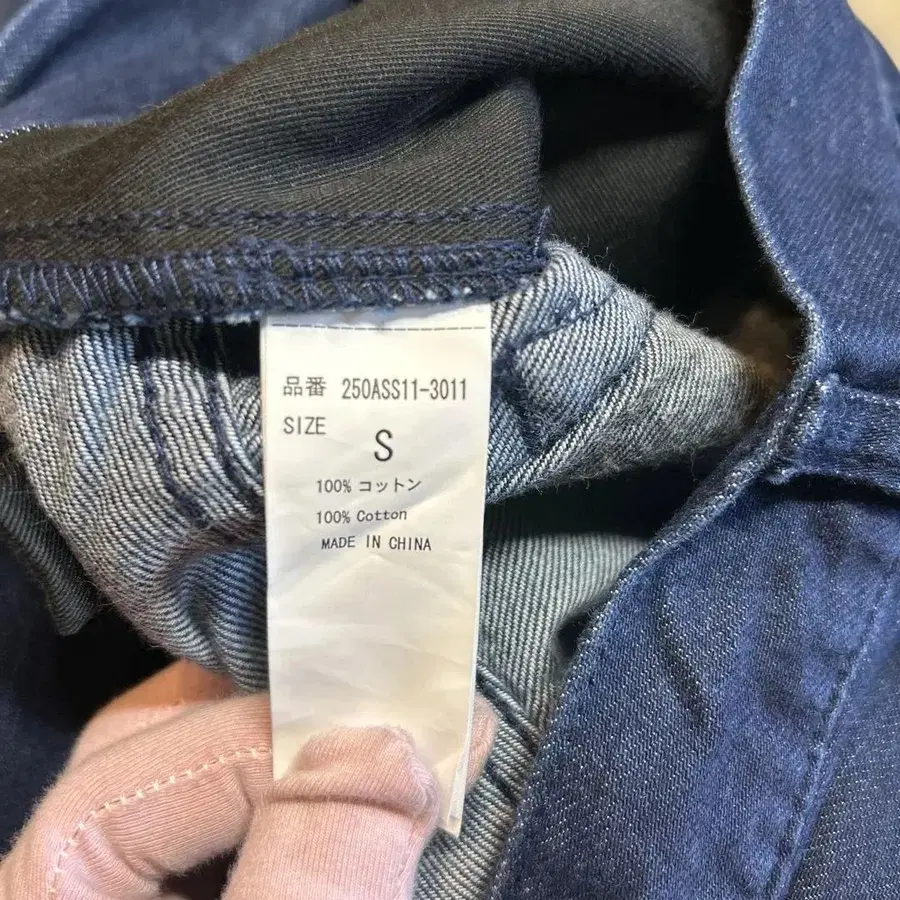 品番 250ASS11-3011
SIZE
S
100% コットン
100% Cotton
MADE IN CHINA